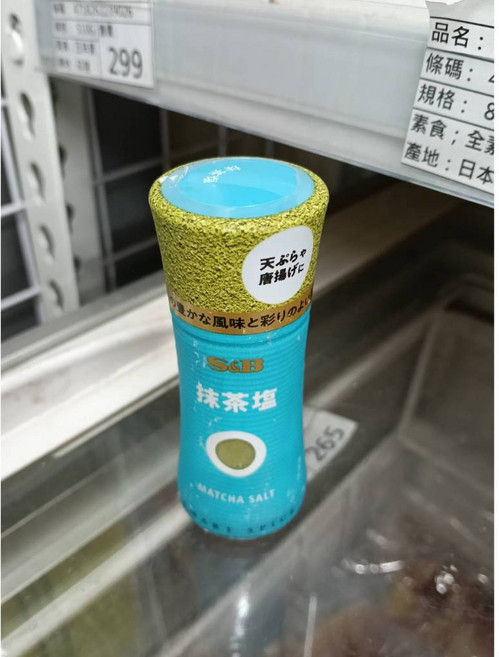 299
品名：
條碼：
規格：8
素食；全素
產地：日本
天ぷらや
唐揚げに
豊かな風味と彩りのよい
S&B
抹茶塩
MATCHA SALT
265